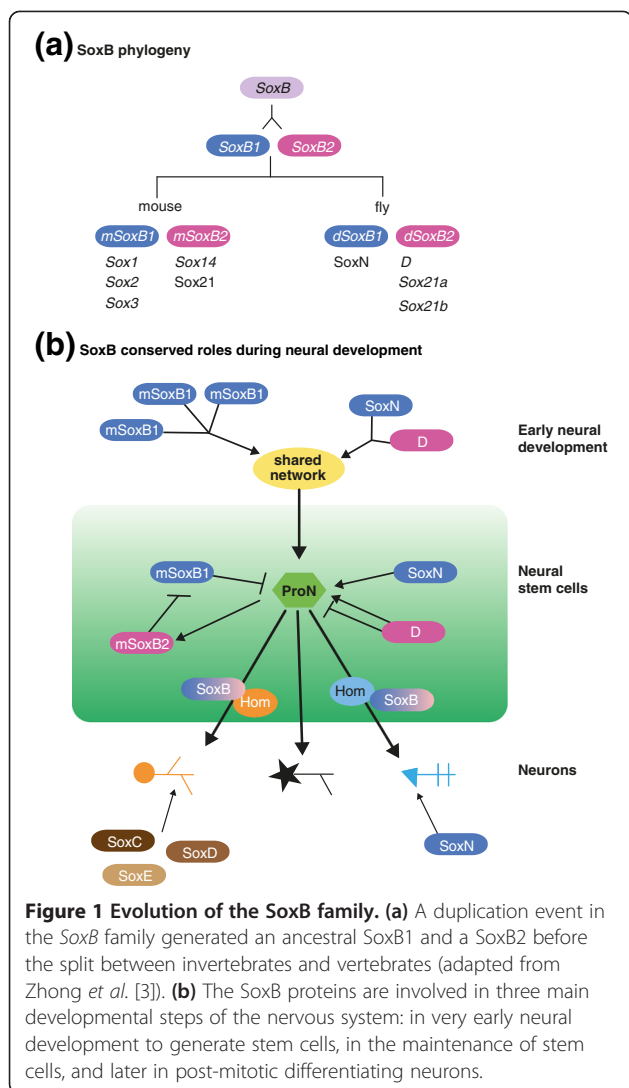 (a) SoxB phylogeny
SoxB
SoxB1 SoxB2
mouse fly
mSoxB1 mSoxB2 dSoxB1 dSoxB2
Sox1 Sox14 SoxN D
Sox2 Sox21 Sox21a
Sox3 Sox21b
(b) SoxB conserved roles during neural development
mSoxB1 mSoxB1 SoxN
mSoxB1 D
Early neural
development
shared
network
mSoxB1 SoxN
Neural
stem cells
ProN
mSoxB2 D
SoxB Hom Hom SoxB
Neurons
SoxC SoxD SoxN
SoxE
Figure 1 Evolution of the SoxB family. (a) A duplication event in
the SoxB family generated an ancestral SoxB1 and a SoxB2 before
the split between invertebrates and vertebrates (adapted from
Zhong et al. [3]). (b) The SoxB proteins are involved in three main
developmental steps of the nervous system: in very early neural
development to generate stem cells, in the maintenance of stem
cells, and later in post-mitotic differentiating neurons.